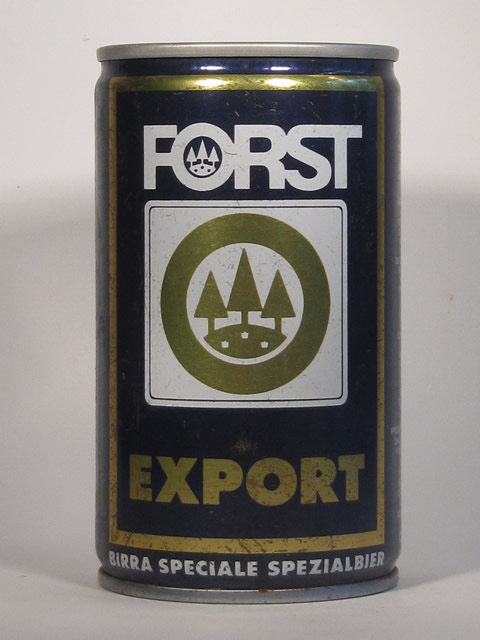 FORST
EXPORT
BIRRA SPECIALE SPEZIALBIER